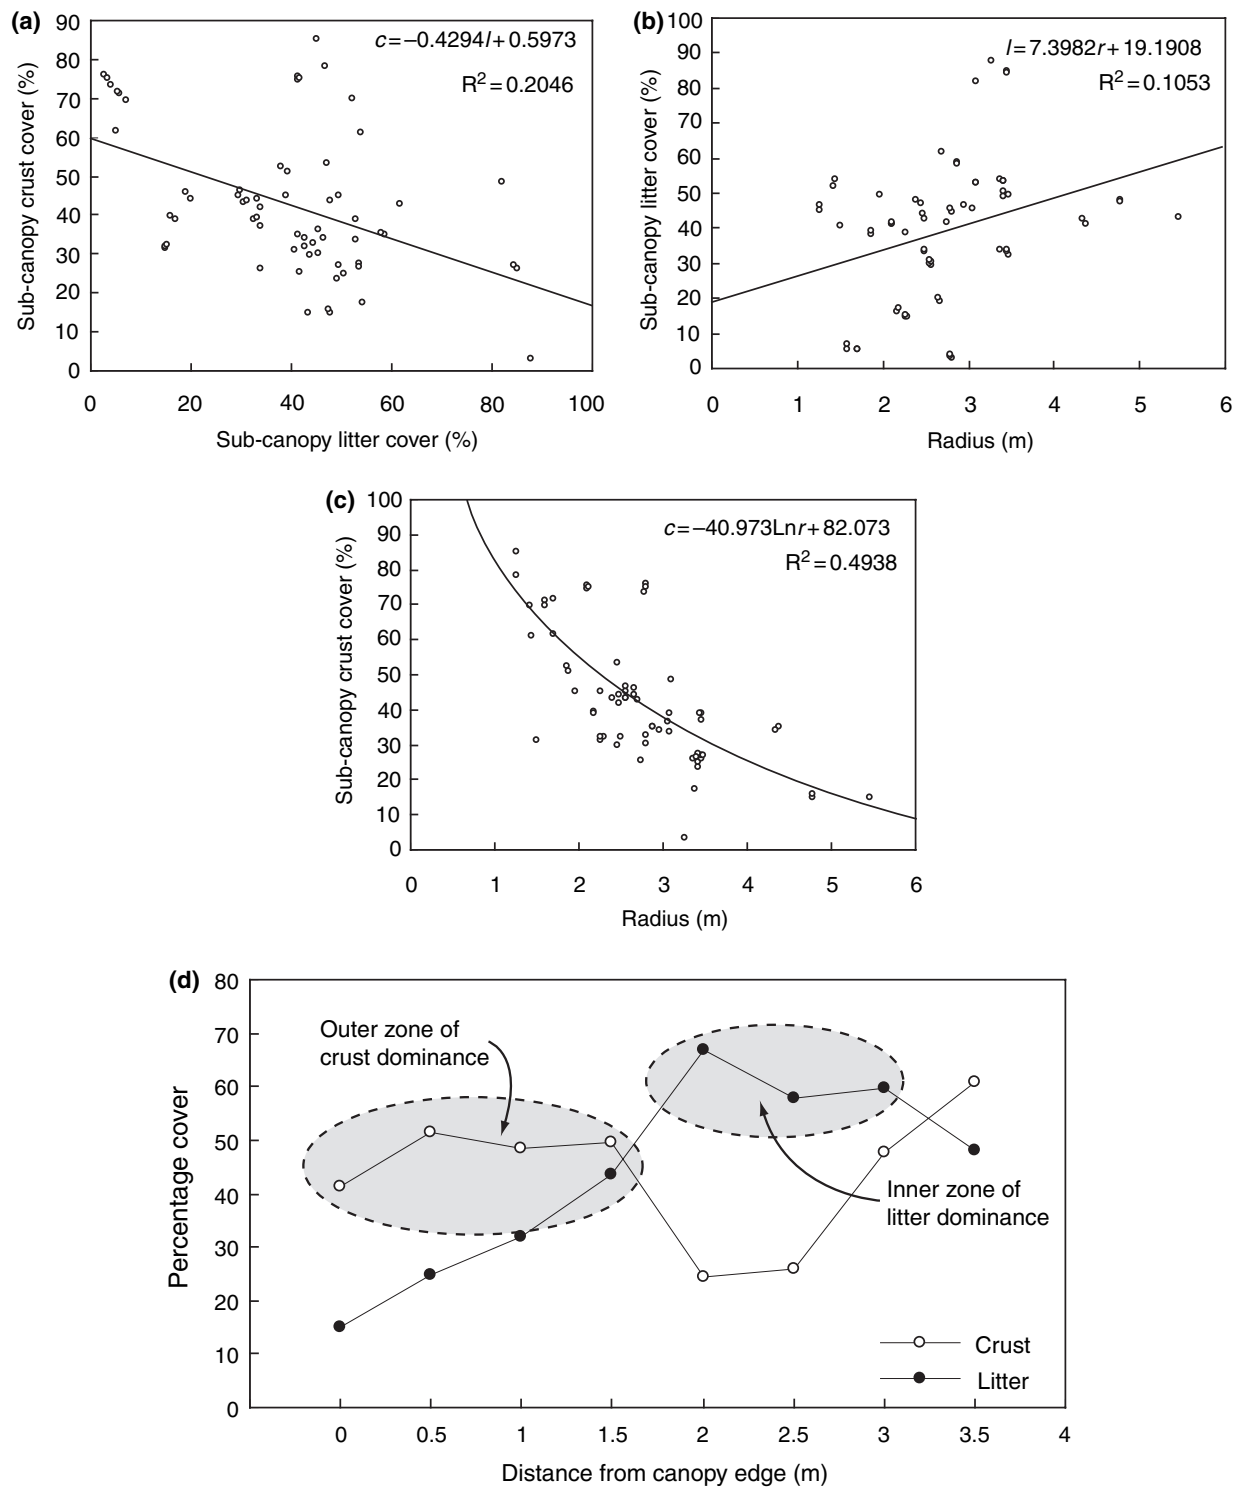 (a)
c=−0.4294l+0.5973
R²=0.2046
90
80
70
60
50
40
30
20
10
0
0 20 40 60 80 100
Sub-canopy crust cover (%)
Sub-canopy litter cover (%)
(b)
l=7.3982r+19.1908
R²=0.1053
100
90
80
70
60
50
40
30
20
10
0
0 1 2 3 4 5 6
Sub-canopy litter cover (%)
Radius (m)
(c)
c=−40.973Lnr+82.073
R²=0.4938
100
90
80
70
60
50
40
30
20
10
0
0 1 2 3 4 5 6
Sub-canopy crust cover (%)
Radius (m)
(d)
80
70
60
50
40
30
20
10
0
Percentage cover
Outer zone of
crust dominance
Inner zone of
litter dominance
Crust
Litter
0 0.5 1 1.5 2 2.5 3 3.5 4
Distance from canopy edge (m)